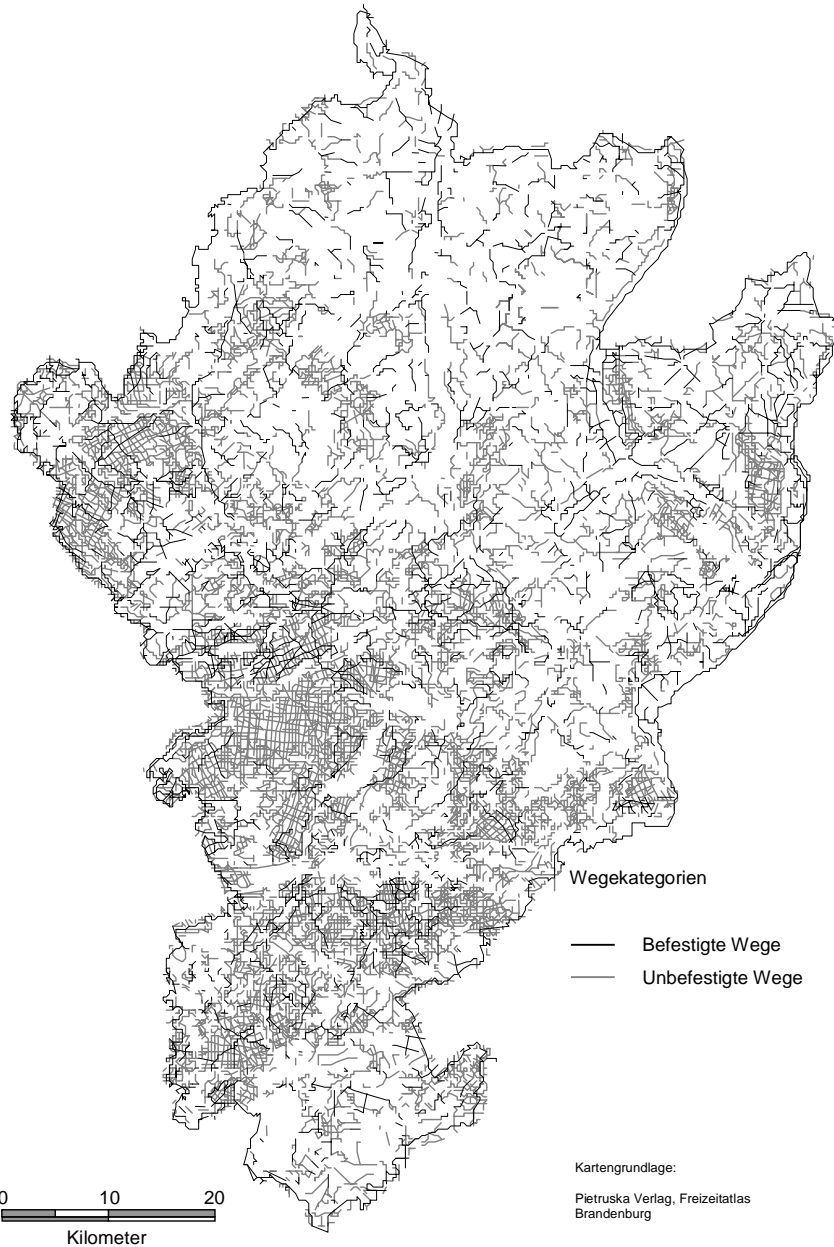 Wegekategorien
Befestigte Wege
Unbefestigte Wege
Kartengrundlage:
Pietruska Verlag, Freizeitatlas
Brandenburg
0 10 20
Kilometer